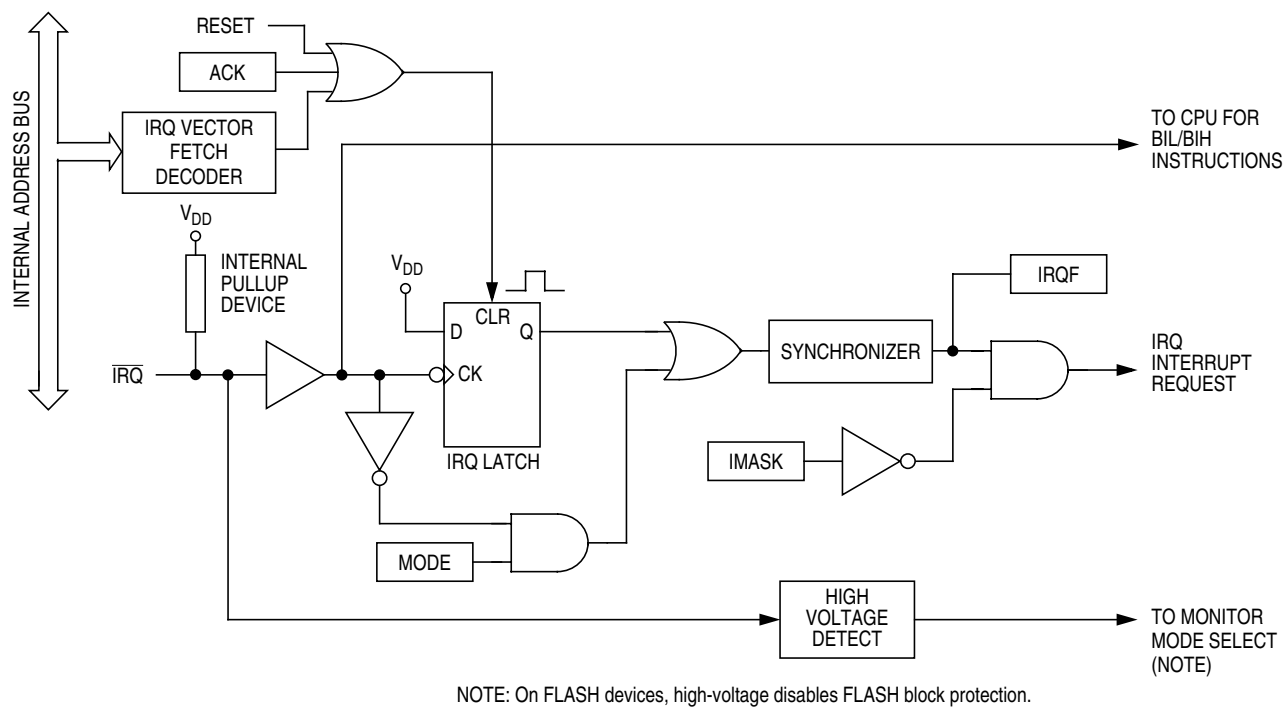 INTERNAL ADDRESS BUS
RESET
ACK
IRQ VECTOR
FETCH
DECODER
TO CPU FOR
BIL/BIH
INSTRUCTIONS
VDD
INTERNAL
PULLUP
DEVICE
VDD
D
CLR
Q
CK
IRQ LATCH
IRQ
SYNCHRONIZER
IRQF
IRQ
INTERRUPT
REQUEST
IMASK
MODE
HIGH
VOLTAGE
DETECT
TO MONITOR
MODE SELECT
(NOTE)
NOTE: On FLASH devices, high-voltage disables FLASH block protection.